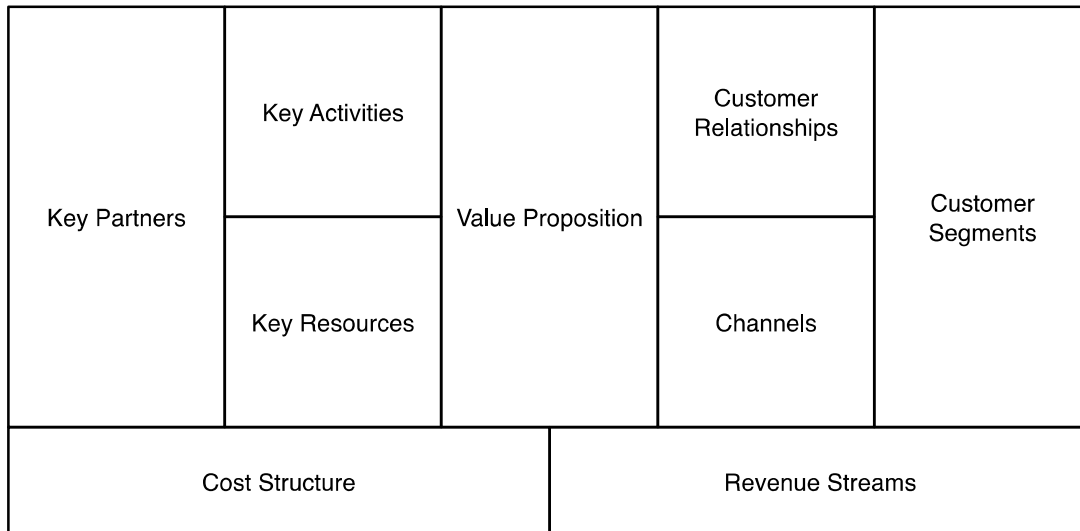 Key Partners
Key Activities
Key Resources
Value Proposition
Customer
Relationships
Channels
Customer
Segments
Cost Structure
Revenue Streams